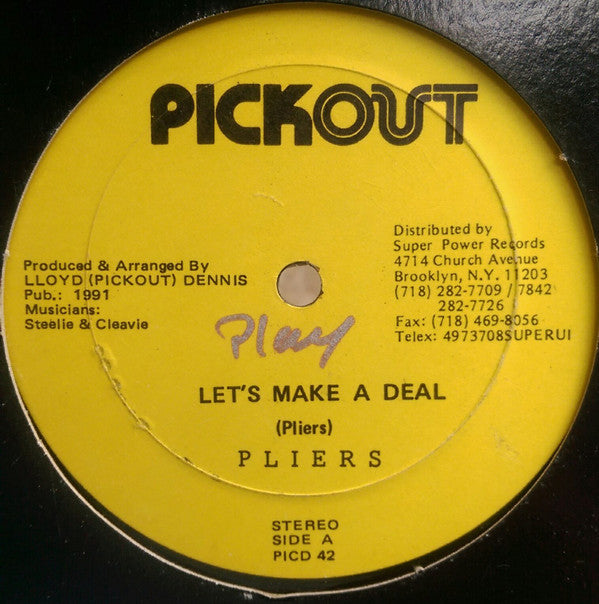 PICKOUT
Produced & Arranged By
LLOYD (PICKOUT) DENNIS
Pub.: 1991
Musicians:
Steelie & Cleavie
Distributed by
Super Power Records
4714 Church Avenue
Brooklyn, N.Y. 11203
(718) 282-7709 / 7842
282-7726
Fax: (718) 469-8056
Telex: 4973708SUPERUI
Play
LET'S MAKE A DEAL
(Pliers)
PLIERS
STEREO
SIDE A
PICD 42